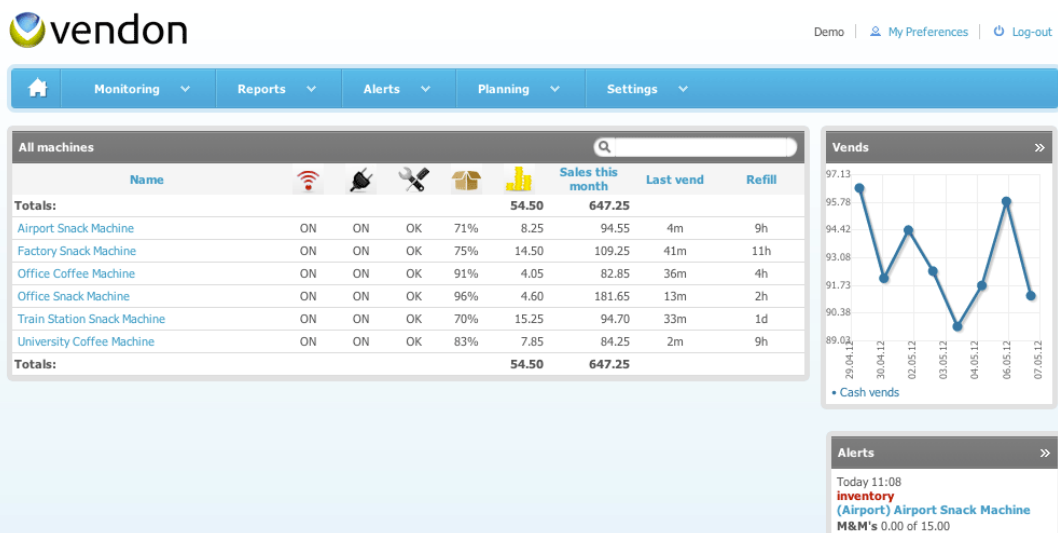 vendon
Demo My Preferences Log-out
Monitoring Reports Alerts Planning Settings
All machines
Name Sales this month Last vend Refill
Totals: 54.50 647.25
Airport Snack Machine ON ON OK 71% 8.25 94.55 4m 9h
Factory Snack Machine ON ON OK 75% 14.50 109.25 41m 11h
Office Coffee Machine ON ON OK 91% 4.05 82.85 36m 4h
Office Snack Machine ON ON OK 96% 4.60 181.65 13m 2h
Train Station Snack Machine ON ON OK 70% 15.25 94.70 33m 1d
University Coffee Machine ON ON OK 83% 7.85 84.25 2m 9h
Totals: 54.50 647.25
Vends »
97.13
95.78
94.42
93.08
91.73
90.38
89.03
29.04.12 30.04.12 02.05.12 03.05.12 04.05.12 06.05.12 07.05.12
• Cash vends
Alerts »
Today 11:08
inventory
(Airport) Airport Snack Machine
M&M's 0.00 of 15.00